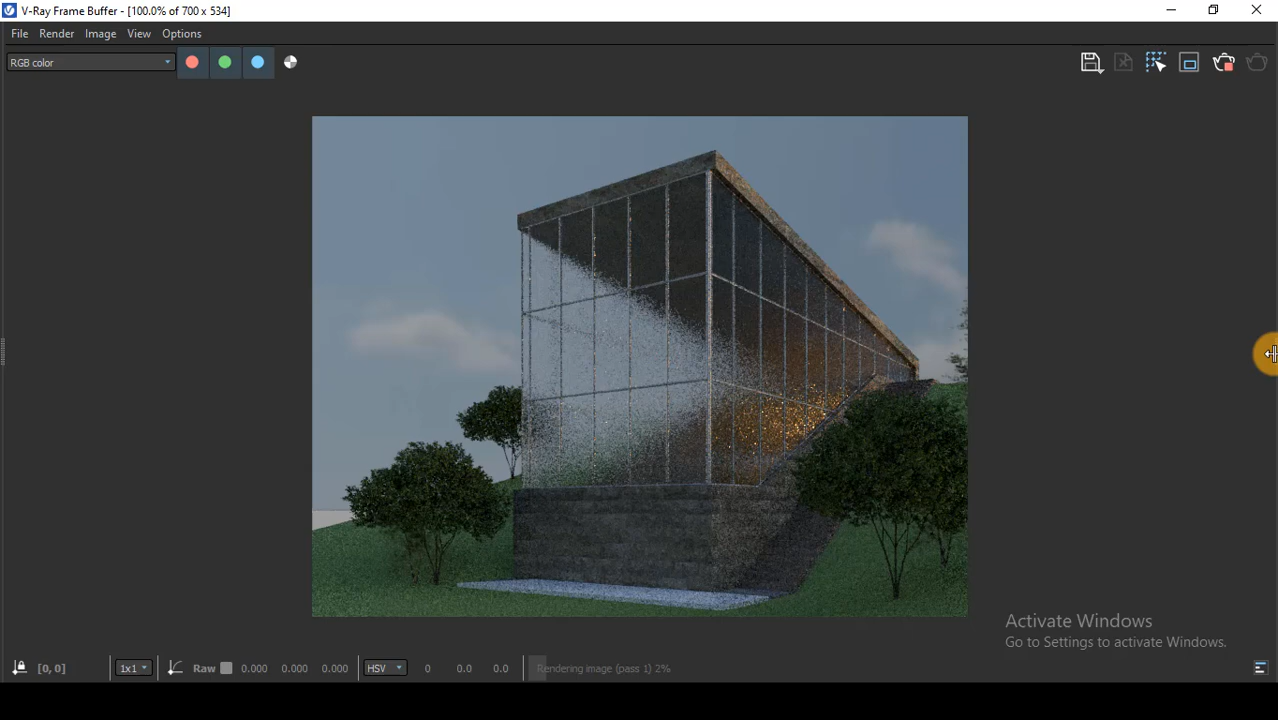 V-Ray Frame Buffer - [100.0% of 700 x 534]
File Render Image View Options
RGB color
Activate Windows
Go to Settings to activate Windows.
[0, 0] 1x1 Raw 0.000 0.000 0.000 HSV 0 0.0 0.0 Rendering image (pass 1) 2%